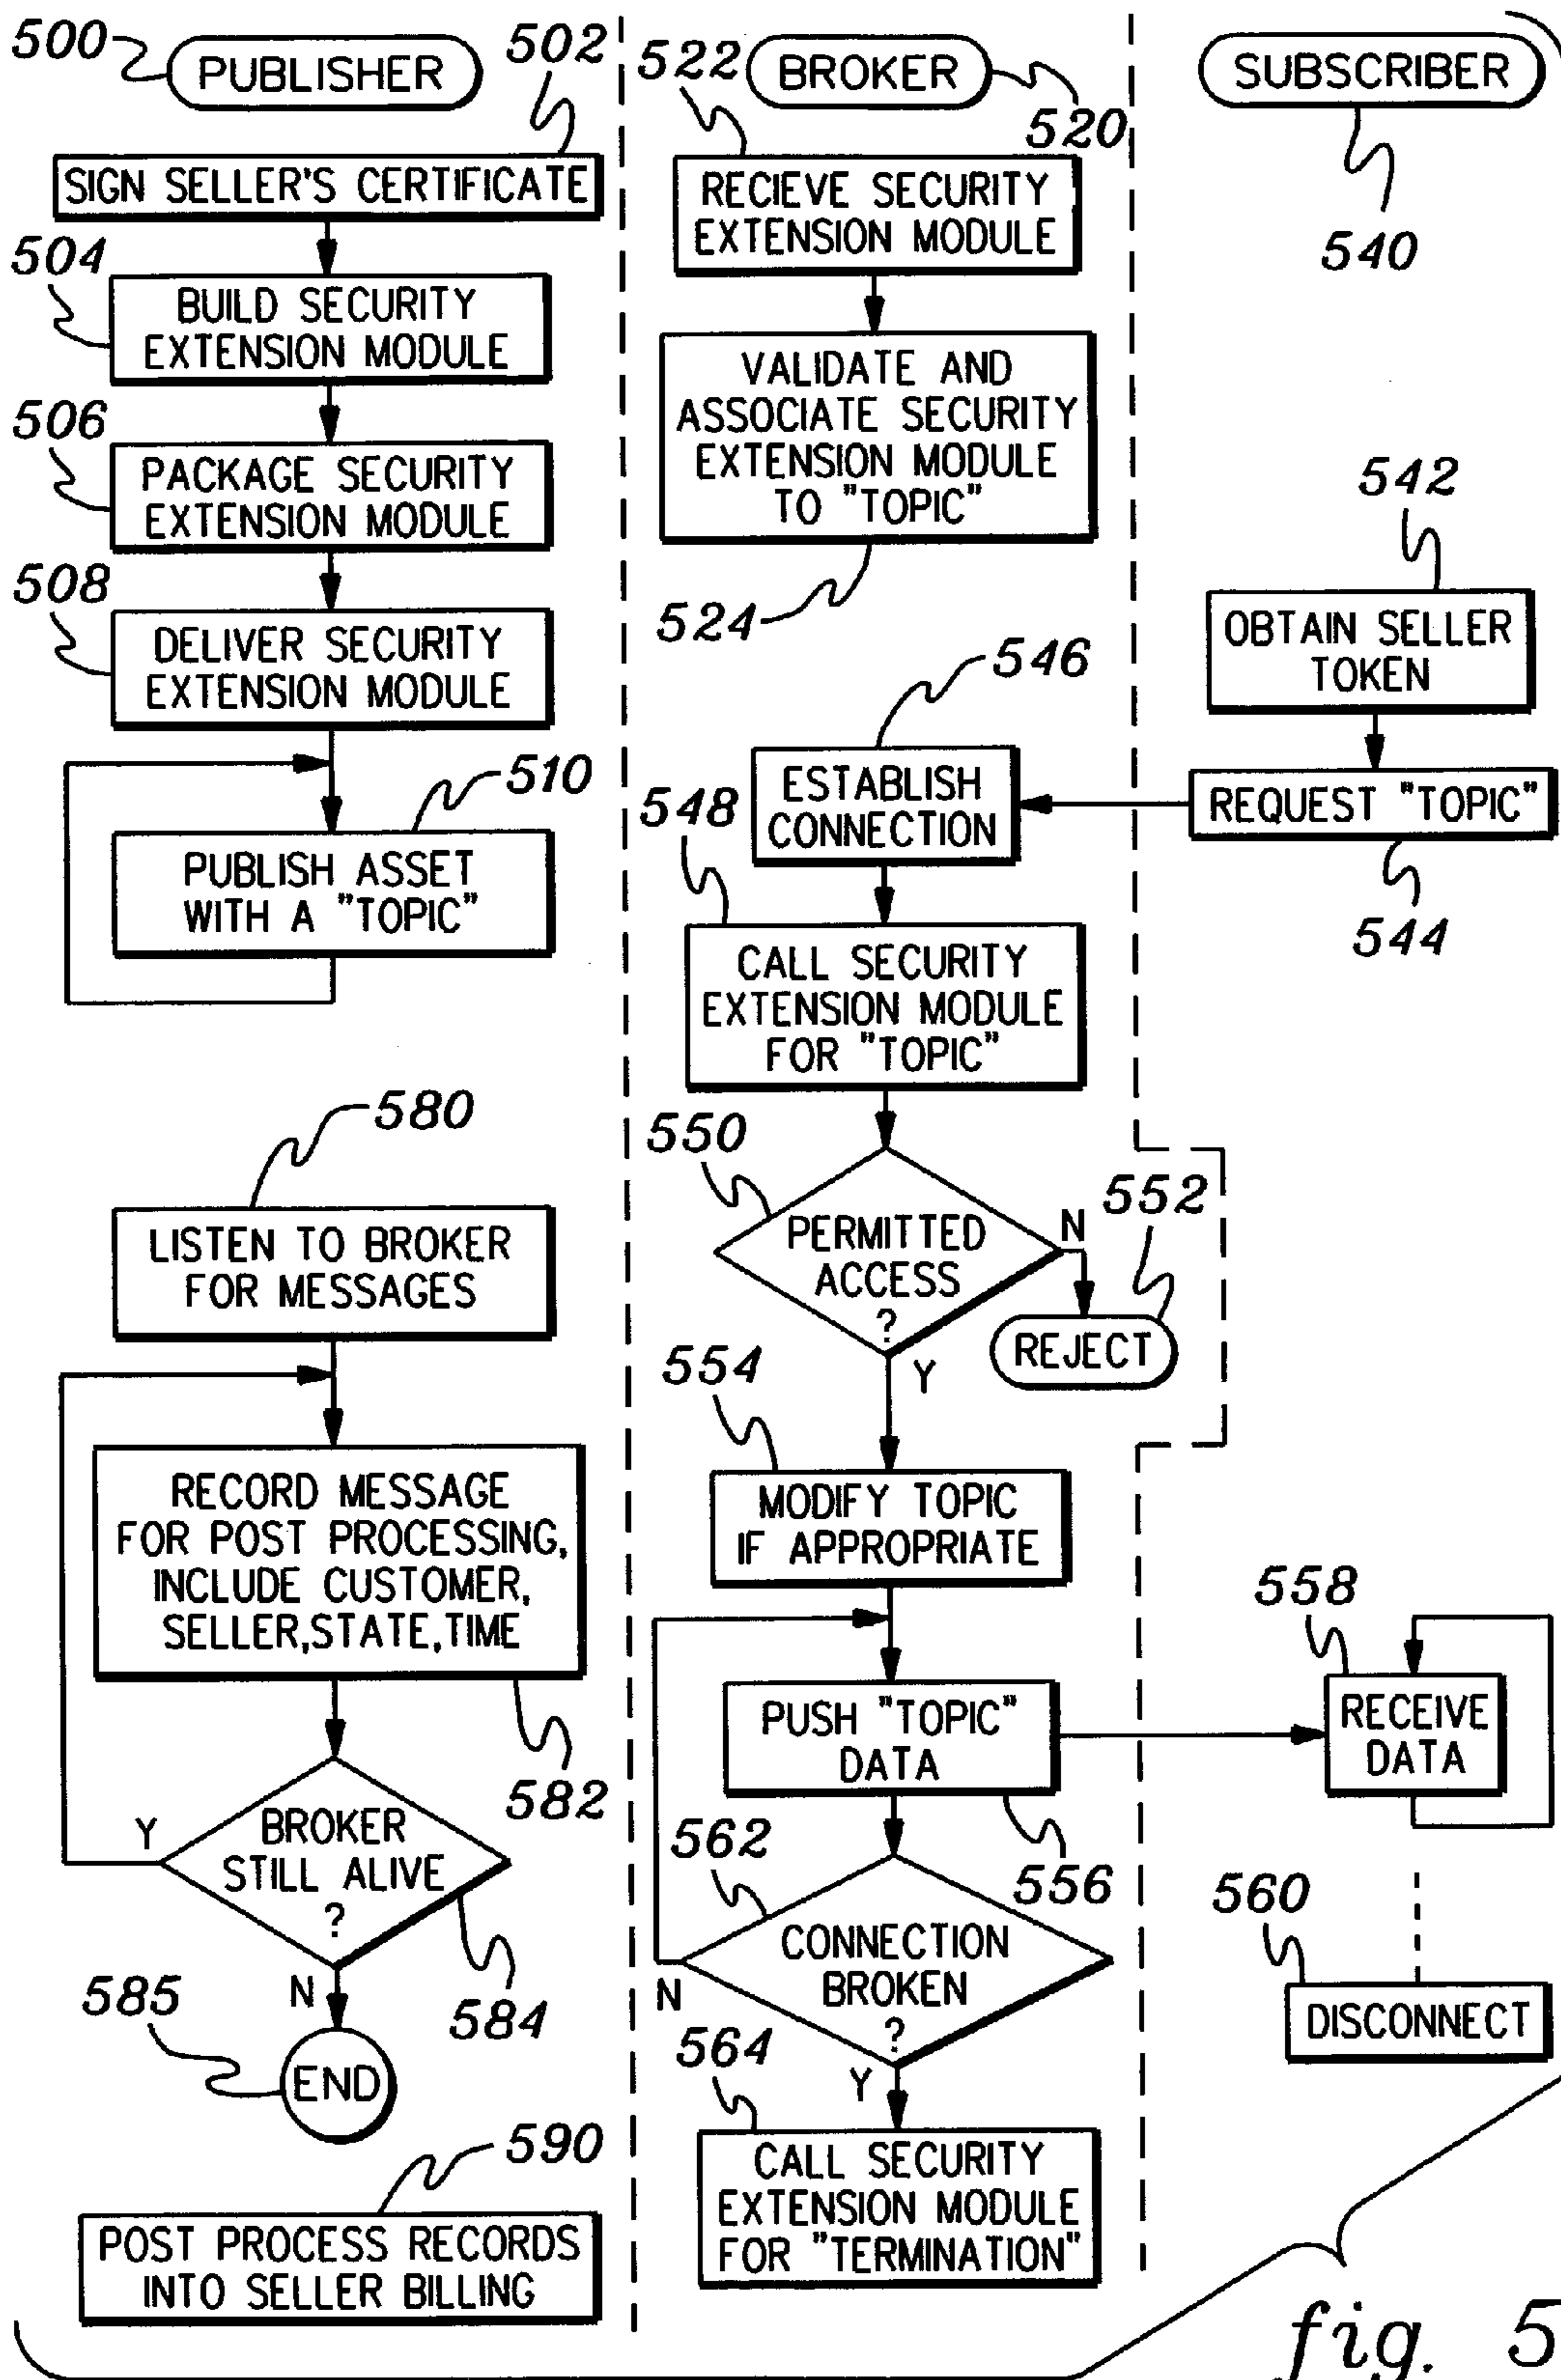 500
PUBLISHER
502
SIGN SELLER'S CERTIFICATE
504
BUILD SECURITY
EXTENSION MODULE
506
PACKAGE SECURITY
EXTENSION MODULE
508
DELIVER SECURITY
EXTENSION MODULE
510
PUBLISH ASSET
WITH A "TOPIC"
580
LISTEN TO BROKER
FOR MESSAGES
RECORD MESSAGE
FOR POST PROCESSING,
INCLUDE CUSTOMER,
SELLER,STATE,TIME
582
BROKER
STILL ALIVE
?
Y
N
584
585
END
590
POST PROCESS RECORDS
INTO SELLER BILLING
522
BROKER
520
RECIEVE SECURITY
EXTENSION MODULE
VALIDATE AND
ASSOCIATE SECURITY
EXTENSION MODULE
TO "TOPIC"
524
546
ESTABLISH
CONNECTION
548
CALL SECURITY
EXTENSION MODULE
FOR "TOPIC"
550
PERMITTED
ACCESS
?
N
552
REJECT
Y
554
MODIFY TOPIC
IF APPROPRIATE
PUSH "TOPIC"
DATA
556
562
CONNECTION
BROKEN
?
N
Y
564
CALL SECURITY
EXTENSION MODULE
FOR "TERMINATION"
SUBSCRIBER
540
542
OBTAIN SELLER
TOKEN
REQUEST "TOPIC"
544
558
RECEIVE
DATA
560
DISCONNECT
fig. 5